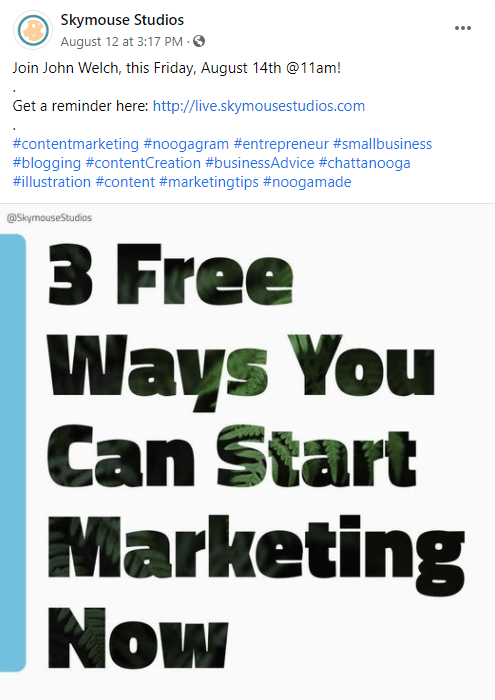 Skymouse Studios
August 12 at 3:17 PM ·
Join John Welch, this Friday, August 14th @11am!
.
Get a reminder here: http://live.skymousestudios.com
.
#contentmarketing #noogagram #entrepreneur #smallbusiness
#blogging #contentCreation #businessAdvice #chattanooga
#illustration #content #marketingtips #noogamade
@SkymouseStudios
3 Free
Ways You
Can Start
Marketing
Now